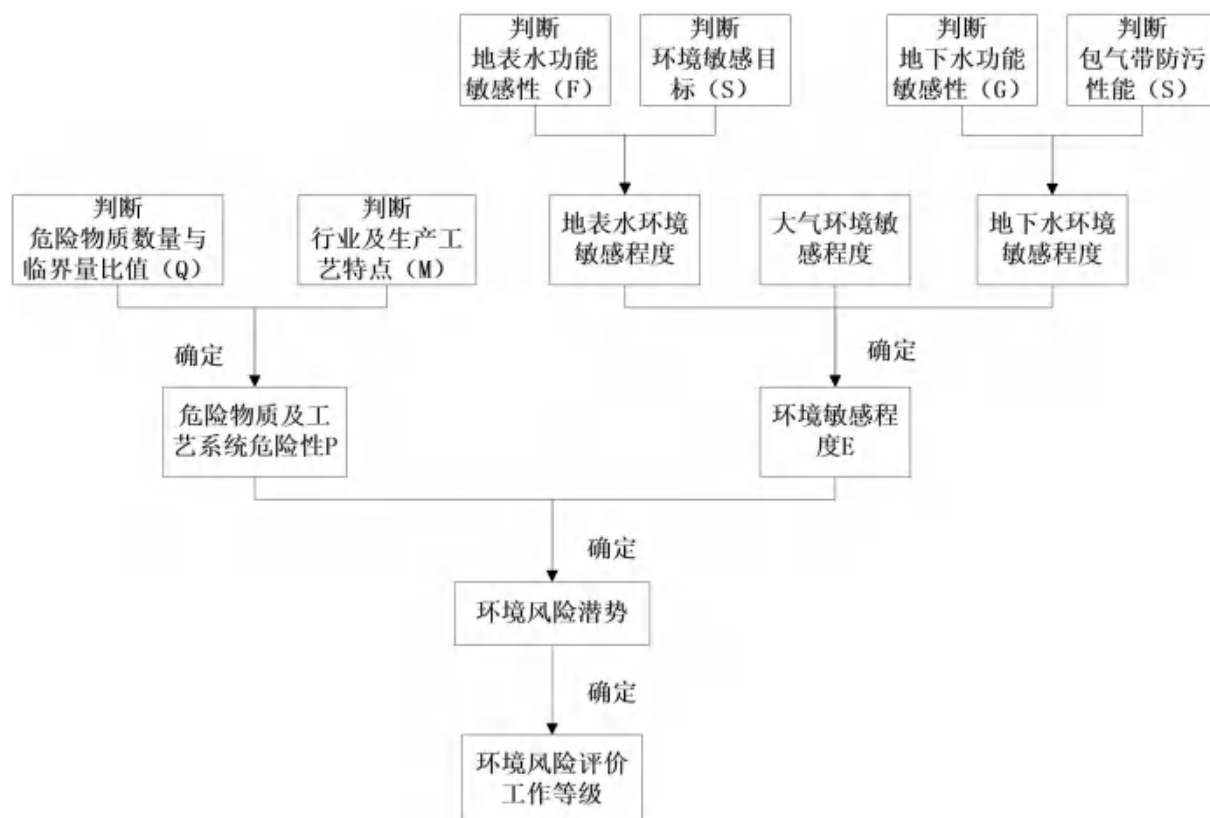 判断
地表水功能
敏感性（F）
判断
环境敏感目
标（S）
判断
地下水功能
敏感性（G）
判断
包气带防污
性能（S）
判断
危险物质数量与
临界量比值（Q）
判断
行业及生产工
艺特点（M）
地表水环境
敏感程度
大气环境敏
感程度
地下水环境
敏感程度
确定
确定
危险物质及工
艺系统危险性P
环境敏感程
度E
确定
环境风险潜势
确定
环境风险评价
工作等级